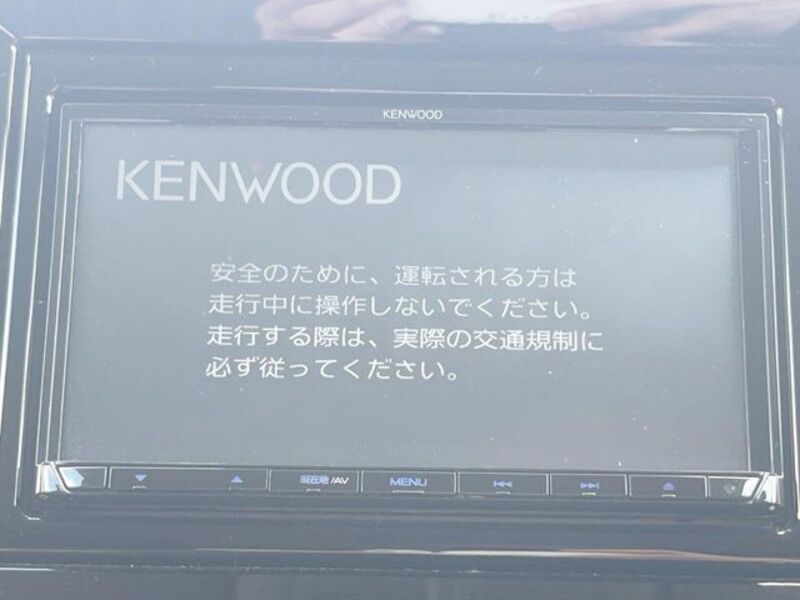 KENWOOD
KENWOOD
安全のために、運転される方は
走行中に操作しないでください。
走行する際は、実際の交通規制に
必ず従ってください。
現在地/AV MENU